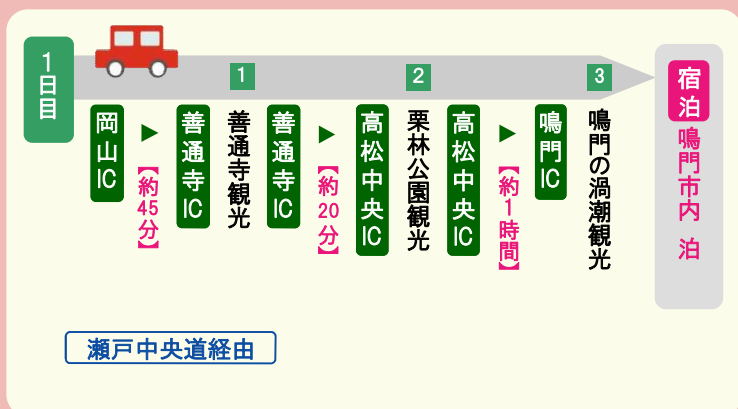 1日目
岡山IC
【約45分】
善通寺IC
1
善通寺観光
善通寺IC
【約20分】
高松中央IC
2
栗林公園観光
高松中央IC
【約1時間】
鳴門IC
3
鳴門の渦潮観光
宿泊
鳴門市内 泊
瀬戸中央道経由